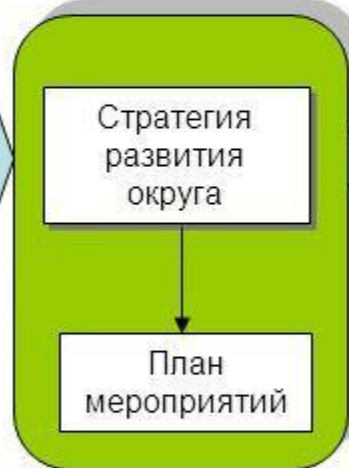 Стратегия
развития
округа
План
мероприятий